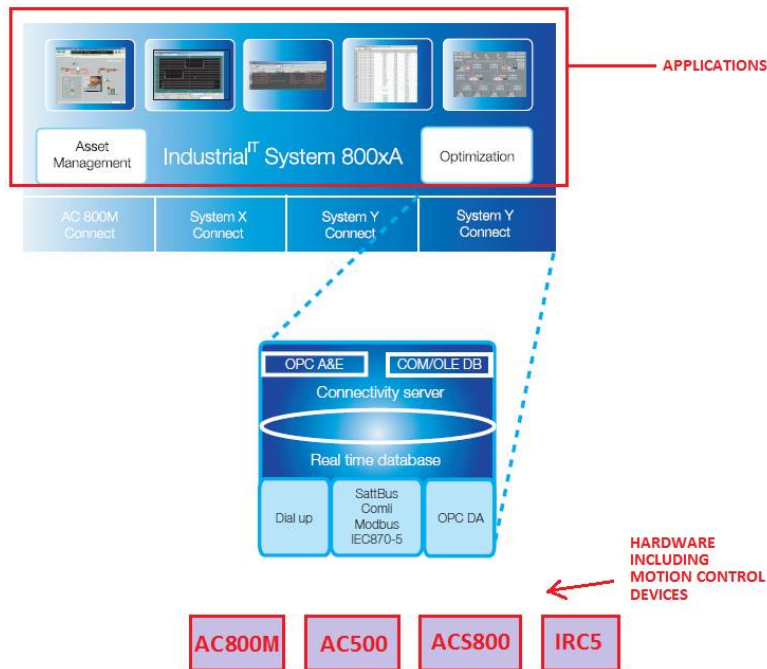 APPLICATIONS
Asset
Management
Industrial^IT System 800xA
Optimization
AC 800M
Connect
System X
Connect
System Y
Connect
System Y
Connect
OPC A&E
COM/OLE DB
Connectivity server
Real time database
Dial up
SattBus
Comli
Modbus
IEC870-5
OPC DA
HARDWARE
INCLUDING
MOTION CONTROL
DEVICES
AC800M
AC500
ACS800
IRC5